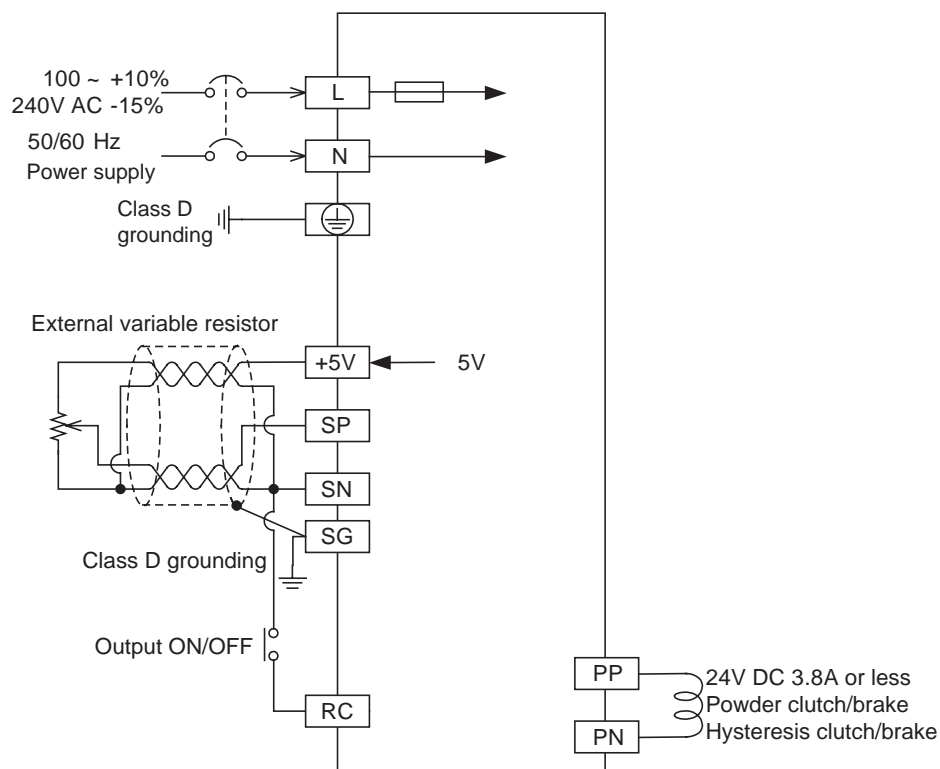 100 ~ +10%
240V AC -15%
50/60 Hz
Power supply
L
N
Class D
grounding
External variable resistor
+5V
5V
SP
SN
SG
Class D grounding
Output ON/OFF
RC
PP
PN
24V DC 3.8A or less
Powder clutch/brake
Hysteresis clutch/brake